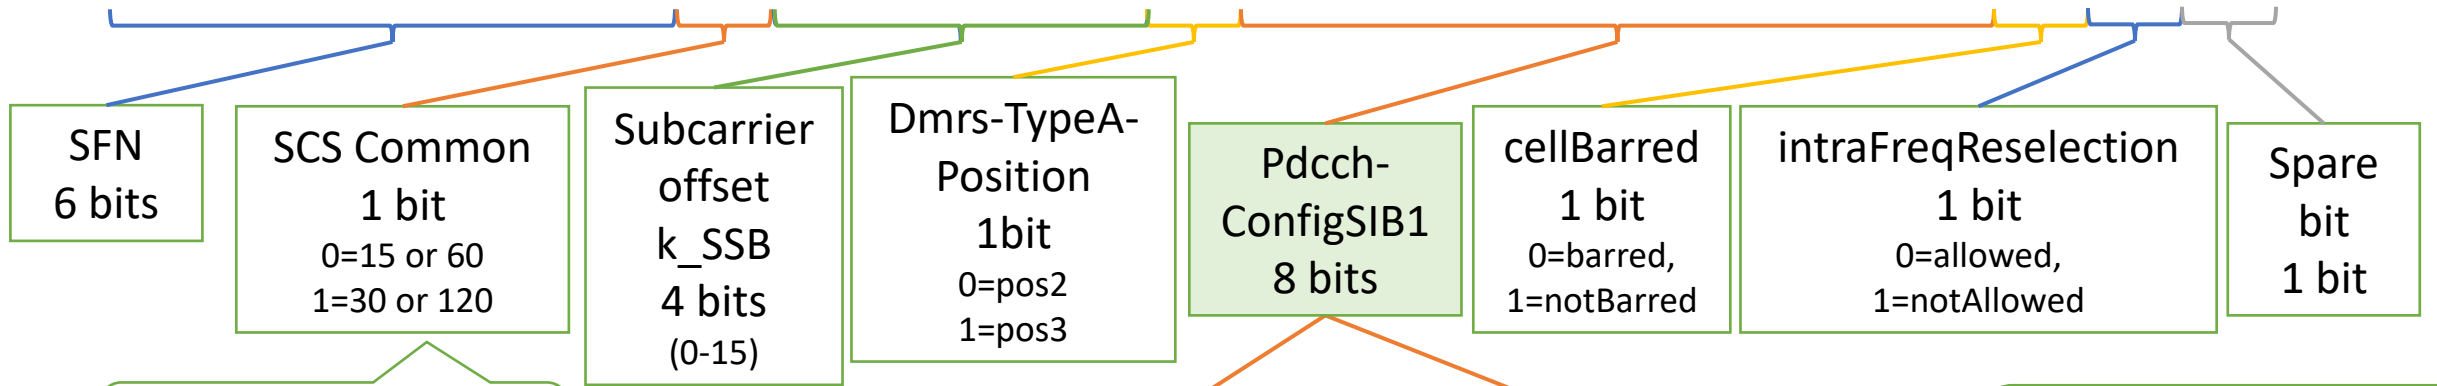 SFN
6 bits
SCS Common
1 bit
0=15 or 60
1=30 or 120
Subcarrier
offset
k_SSB
4 bits
(0-15)
Dmrs-TypeA-
Position
1bit
0=pos2
1=pos3
Pdcch-
ConfigSIB1
8 bits
cellBarred
1 bit
0=barred,
1=notBarred
intraFreqReselection
1 bit
0=allowed,
1=notAllowed
Spare
bit
1 bit